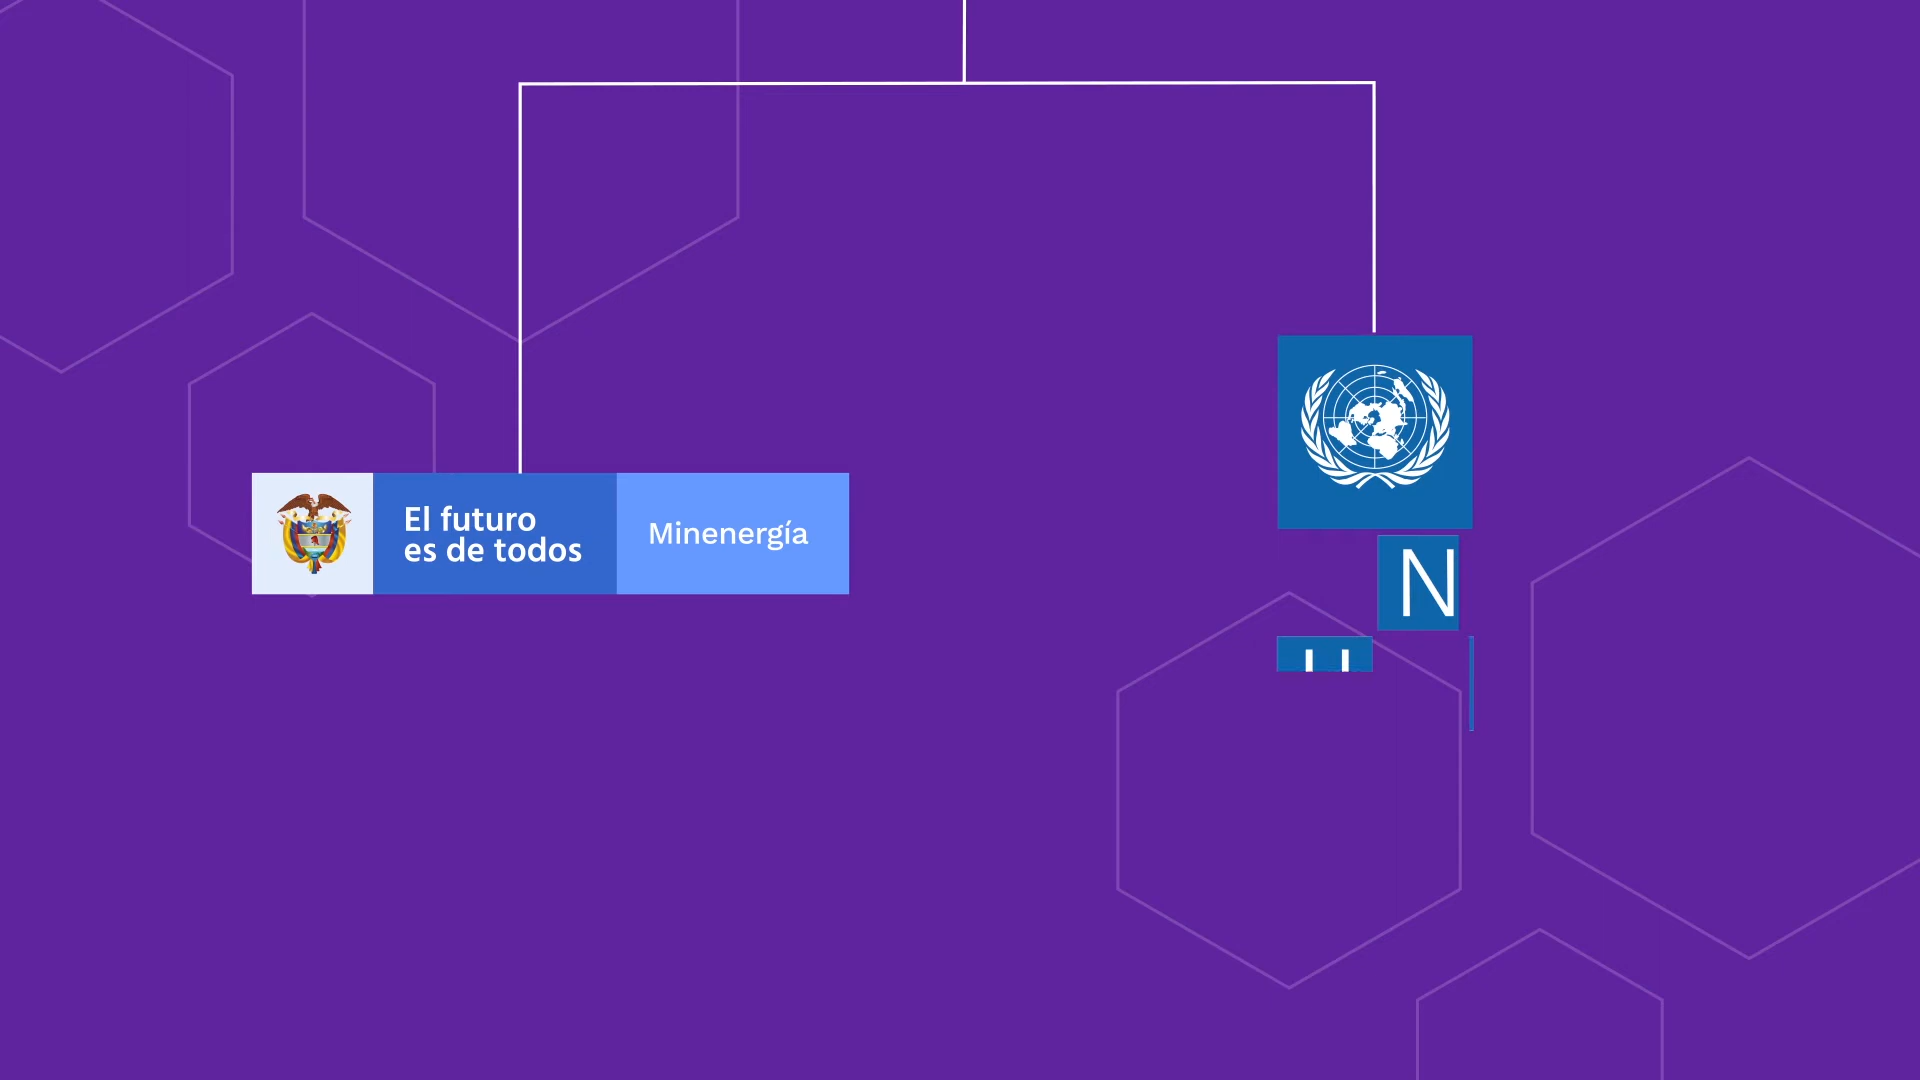 El futuro
es de todos
Minenergía
N